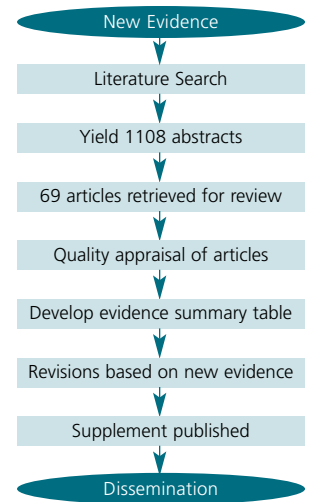 New Evidence
Literature Search
Yield 1108 abstracts
69 articles retrieved for review
Quality appraisal of articles
Develop evidence summary table
Revisions based on new evidence
Supplement published
Dissemination